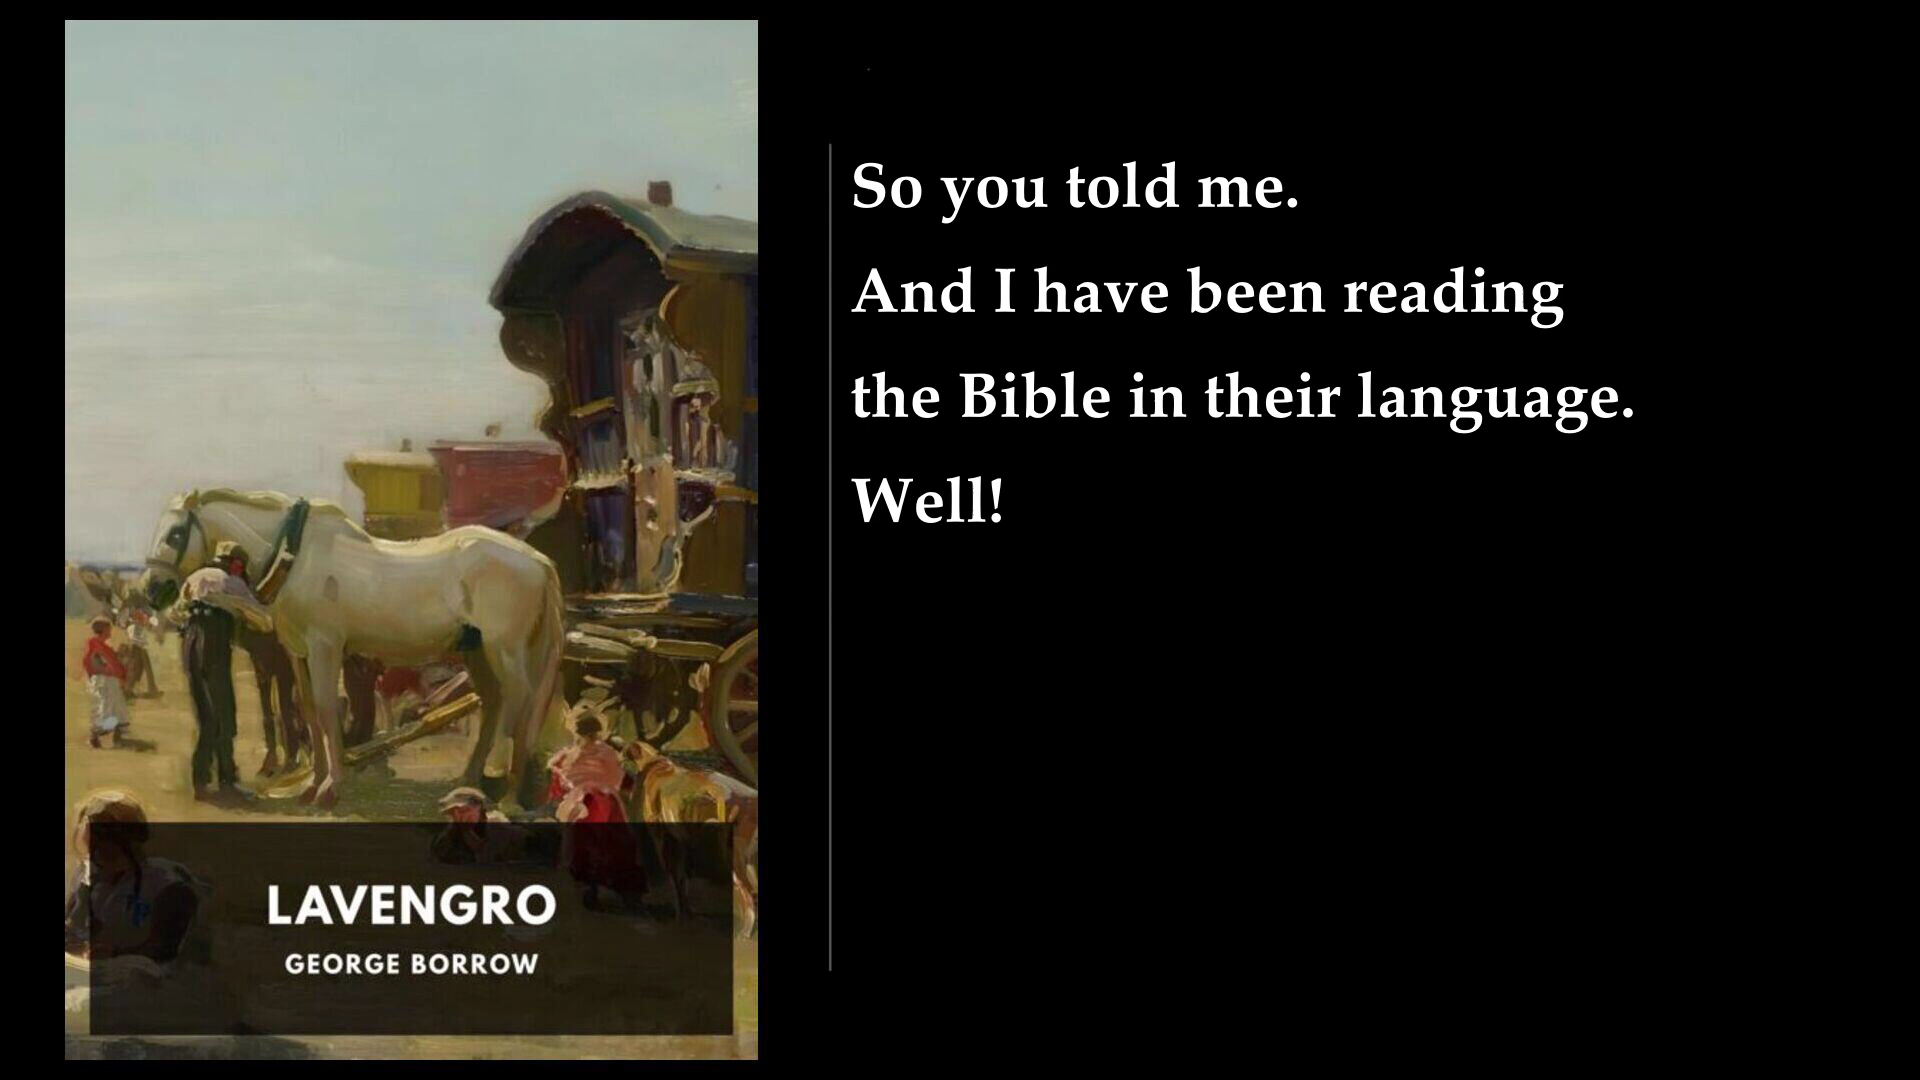 So you told me.
And I have been reading
the Bible in their language.
Well!
LAVENGRO
GEORGE BORROW